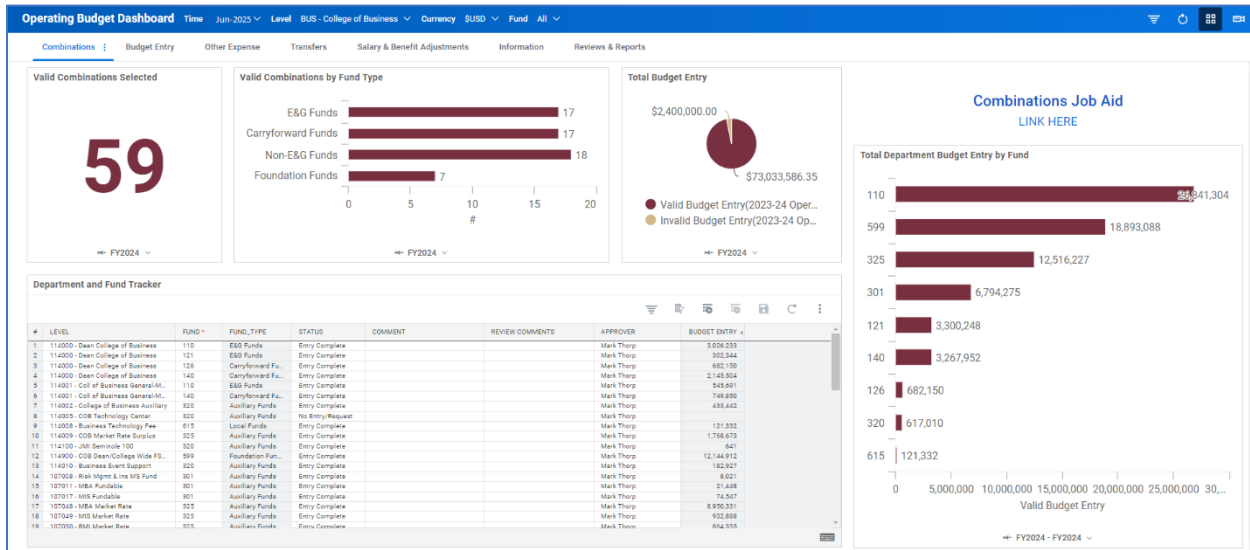 Operating Budget Dashboard Time Jun-2025 Level BUS - College of Business Currency $USD Fund All
Combinations Budget Entry Other Expense Transfers Salary & Benefit Adjustments Information Reviews & Reports
Valid Combinations Selected
59
FY2024
Valid Combinations by Fund Type
E&G Funds 17
Carryforward Funds 17
Non-E&G Funds 18
Foundation Funds 7
0 5 10 15 20
#
FY2024
Total Budget Entry
$2,400,000.00
$73,033,586.35
Valid Budget Entry(2023-24 Oper...
Invalid Budget Entry(2023-24 Op...
FY2024
Combinations Job Aid
LINK HERE
Total Department Budget Entry by Fund
110 26,841,304
599 18,893,088
325 12,516,227
301 6,794,275
121 3,300,248
140 3,267,952
126 682,150
320 617,010
615 121,332
0 5,000,000 10,000,000 15,000,000 20,000,000 25,000,000 30,...
Valid Budget Entry
FY2024 - FY2024
Department and Fund Tracker
# LEVEL FUND * FUND_TYPE STATUS COMMENT REVIEW COMMENTS APPROVER BUDGET ENTRY
1 114000 - Dean College of Business 110 E&G Funds Entry Complete Mark Thorp 3,026,233
2 114000 - Dean College of Business 121 E&G Funds Entry Complete Mark Thorp 302,344
3 114000 - Dean College of Business 126 Carryforward Fu... Entry Complete Mark Thorp 682,150
4 114000 - Dean College of Business 140 Carryforward Fu... Entry Complete Mark Thorp 2,145,504
5 114001 - Coll of Business General-M... 110 E&G Funds Entry Complete Mark Thorp 545,691
6 114001 - Coll of Business General-M... 140 Carryforward Fu... Entry Complete Mark Thorp 749,850
7 114002 - College of Business Auxiliary 320 Auxiliary Funds Entry Complete Mark Thorp 433,442
8 114005 - COB Technology Center 320 Auxiliary Funds No Entry/Request Mark Thorp
9 114008 - Business Technology Fee 615 Local Funds Entry Complete Mark Thorp 121,332
10 114009 - COB Market Rate Surplus 325 Auxiliary Funds Entry Complete Mark Thorp 1,768,673
11 114100 - JMI Seminole 100 320 Auxiliary Funds Entry Complete Mark Thorp 641
12 114900 - COB Dean/College Wide FS... 599 Foundation Fun... Entry Complete Mark Thorp 12,144,912
13 114010 - Business Event Support 320 Auxiliary Funds Entry Complete Mark Thorp 182,927
14 107008 - Risk Mgmt & Ins MS Fund 301 Auxiliary Funds Entry Complete Mark Thorp 8,021
15 107011 - MBA Fundable 301 Auxiliary Funds Entry Complete Mark Thorp 21,448
16 107017 - MIS Fundable 301 Auxiliary Funds Entry Complete Mark Thorp 74,547
17 107048 - MBA Market Rate 325 Auxiliary Funds Entry Complete Mark Thorp 8,950,331
18 107049 - MIS Market Rate 325 Auxiliary Funds Entry Complete Mark Thorp 932,888
19 107050 - RMI Market Rate 325 Auxiliary Funds Entry Complete Mark Thorp 864,535